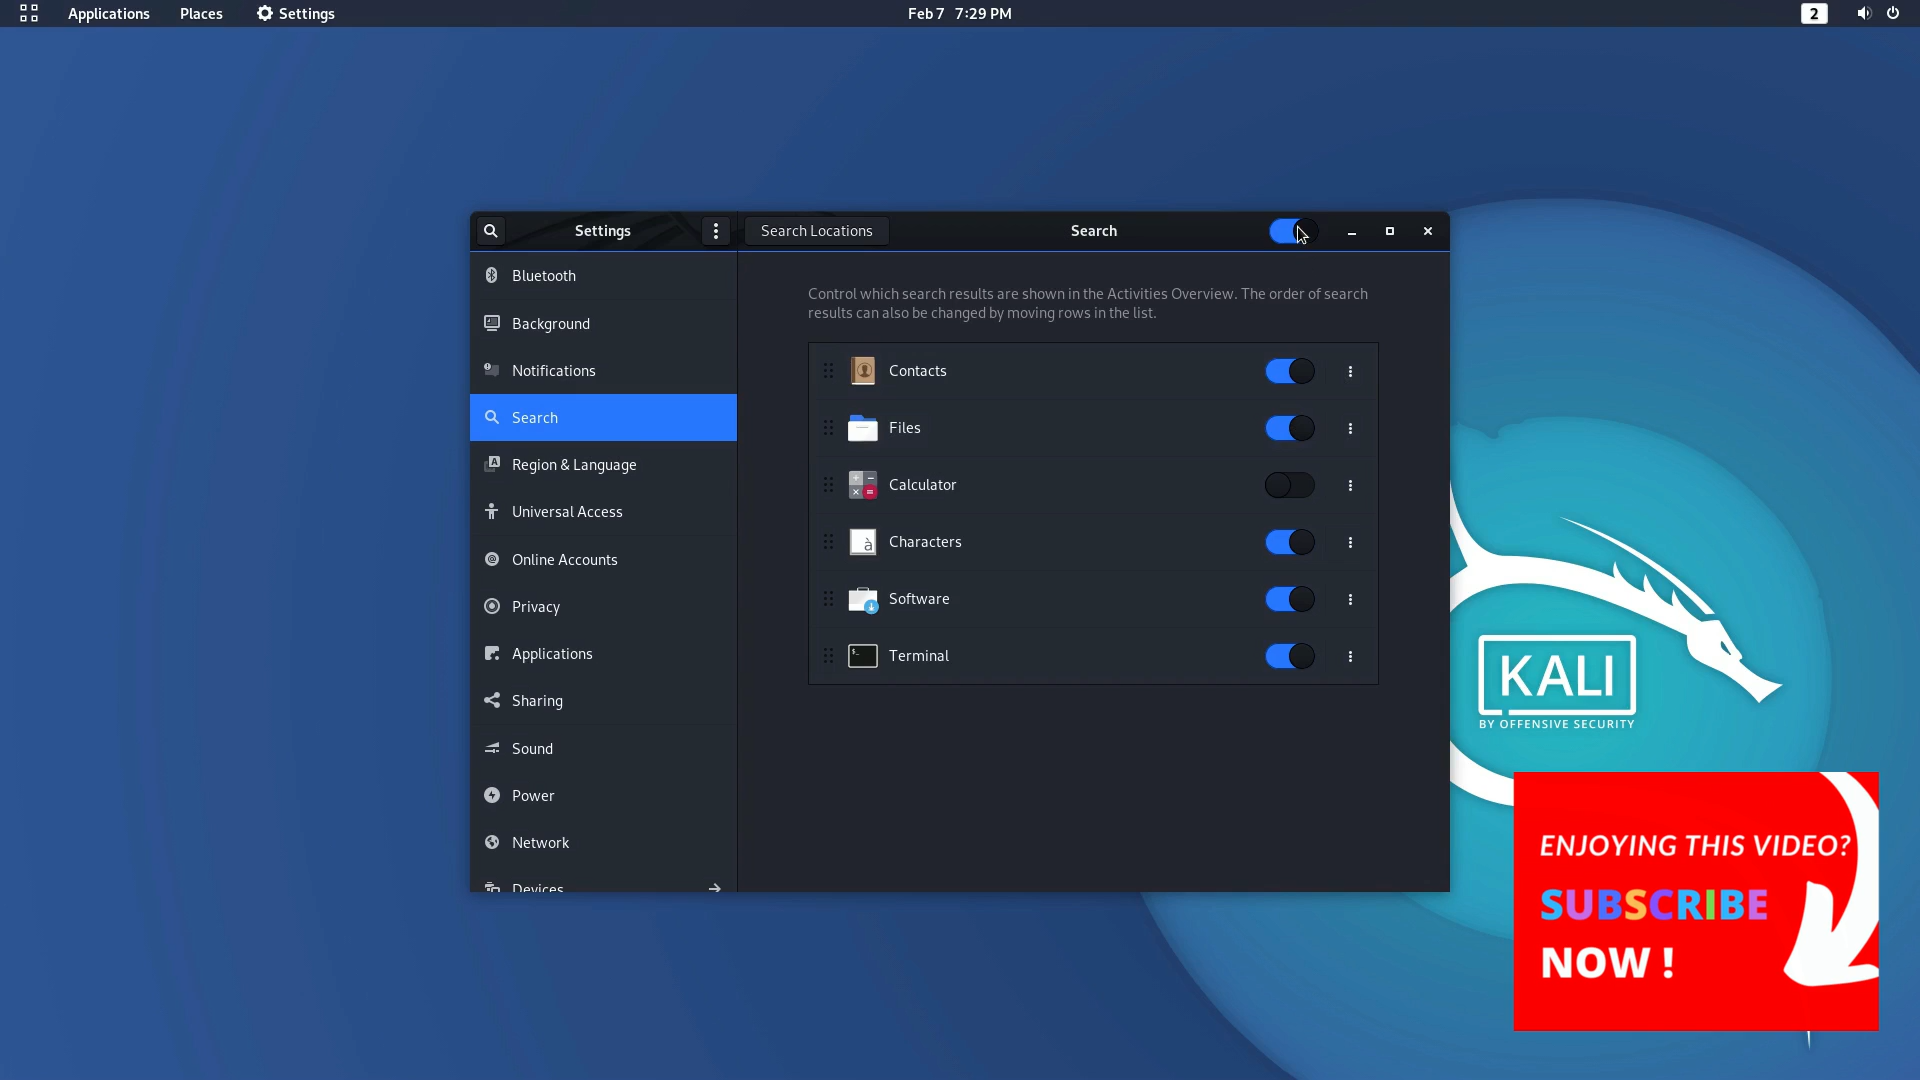 Applications Places Settings Feb 7 7:29 PM 2
Settings Search Locations Search
Bluetooth
Background
Notifications
Search
Region & Language
Universal Access
Online Accounts
Privacy
Applications
Sharing
Sound
Power
Network
Devices
Control which search results are shown in the Activities Overview. The order of search
results can also be changed by moving rows in the list.
Contacts
Files
Calculator
Characters
Software
Terminal
KALI
BY OFFENSIVE SECURITY
ENJOYING THIS VIDEO?
SUBSCRIBE
NOW !